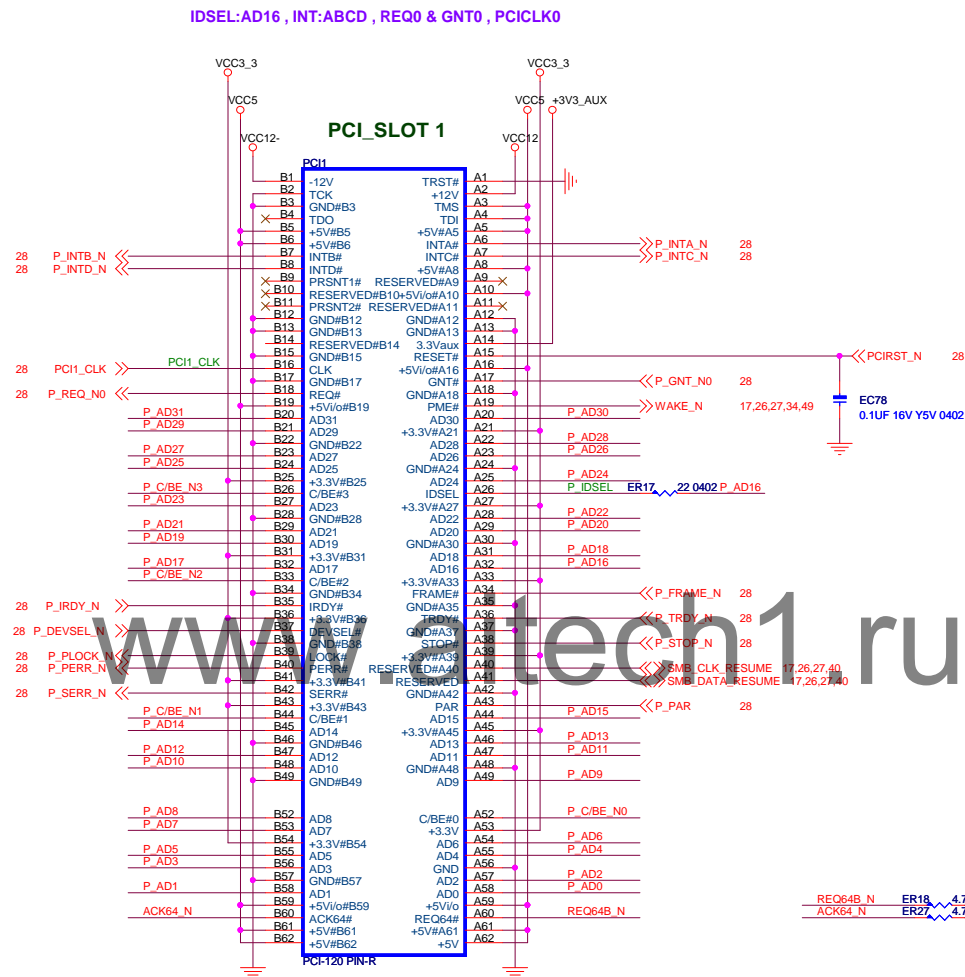 IDSEL:AD16 , INT:ABCD , REQ0 & GNT0 , PCICLK0
VCC3_3 VCC3_3
VCC5 VCC5 +3V3_AUX
VCC12- PCI_SLOT 1 VCC12
PCI1
B1 -12V TRST# A1
B2 TCK +12V A2
B3 GND#B3 TMS A3
B4 TDO TDI A4
B5 +5V#B5 +5V#A5 A5
B6 +5V#B6 INTA# A6 P_INTA_N 28
28 P_INTB_N B7 INTB# INTC# A7 P_INTC_N 28
28 P_INTD_N B8 INTD# +5V#A8 A8
B9 PRSNT1# RESERVED#A9 A9
B10 RESERVED#B10 +5Vi/o#A10 A10
B11 PRSNT2# RESERVED#A11 A11
B12 GND#B12 GND#A12 A12
B13 GND#B13 GND#A13 A13
B14 RESERVED#B14 3.3Vaux A14
B15 GND#B15 RESET# A15 PCIRST_N 28
28 PCI1_CLK PCI1_CLK B16 CLK +5Vi/o#A16 A16
B17 GND#B17 GNT# A17 P_GNT_N0 28
28 P_REQ_N0 B18 REQ# GND#A18 A18
B19 +5Vi/o#B19 PME# A19 WAKE_N 17,26,27,34,49
EC78
0.1UF 16V Y5V 0402
P_AD31 B20 AD31 AD30 A20 P_AD30
P_AD29 B21 AD29 +3.3V#A21 A21
B22 GND#B22 AD28 A22 P_AD28
P_AD27 B23 AD27 AD26 A23 P_AD26
P_AD25 B24 AD25 GND#A24 A24
B25 +3.3V#B25 AD24 A25 P_AD24
P_C/BE_N3 B26 C/BE#3 IDSEL A26 P_IDSEL ER17 22 0402 P_AD16
P_AD23 B27 AD23 +3.3V#A27 A27
B28 GND#B28 AD22 A28 P_AD22
P_AD21 B29 AD21 AD20 A29 P_AD20
P_AD19 B30 AD19 GND#A30 A30
B31 +3.3V#B31 AD18 A31 P_AD18
P_AD17 B32 AD17 AD16 A32 P_AD16
P_C/BE_N2 B33 C/BE#2 +3.3V#A33 A33
B34 GND#B34 FRAME# A34 P_FRAME_N 28
28 P_IRDY_N B35 IRDY# GND#A35 A35
B36 +3.3V#B36 TRDY# A36 P_TRDY_N 28
28 P_DEVSEL_N B37 DEVSEL# GND#A37 A37
B38 GND#B38 STOP# A38 P_STOP_N 28
28 P_PLOCK_N B39 LOCK# +3.3V#A39 A39
28 P_PERR_N B40 PERR# RESERVED#A40 A40 SMB_CLK_RESUME 17,26,27,40
B41 +3.3V#B41 RESERVED A41 SMB_DATA_RESUME 17,26,27,40
28 P_SERR_N B42 SERR# GND#A42 A42
B43 +3.3V#B43 PAR A43 P_PAR 28
P_C/BE_N1 B44 C/BE#1 AD15 A44 P_AD15
P_AD14 B45 AD14 +3.3V#A45 A45
B46 GND#B46 AD13 A46 P_AD13
P_AD12 B47 AD12 AD11 A47 P_AD11
P_AD10 B48 AD10 GND#A48 A48
B49 GND#B49 AD9 A49 P_AD9
P_AD8 B52 AD8 C/BE#0 A52 P_C/BE_N0
P_AD7 B53 AD7 +3.3V A53
B54 +3.3V#B54 AD6 A54 P_AD6
P_AD5 B55 AD5 AD4 A55 P_AD4
P_AD3 B56 AD3 GND A56
B57 GND#B57 AD2 A57 P_AD2
P_AD1 B58 AD1 AD0 A58 P_AD0
B59 +5Vi/o#B59 +5Vi/o A59
ACK64_N B60 ACK64# REQ64# A60 REQ64B_N
B61 +5V#B61 +5V#A61 A61
B62 +5V#B62 +5V A62
PCI-120 PIN-R
REQ64B_N ER18 4.7
ACK64_N ER27 4.7
www.aitech1.ru